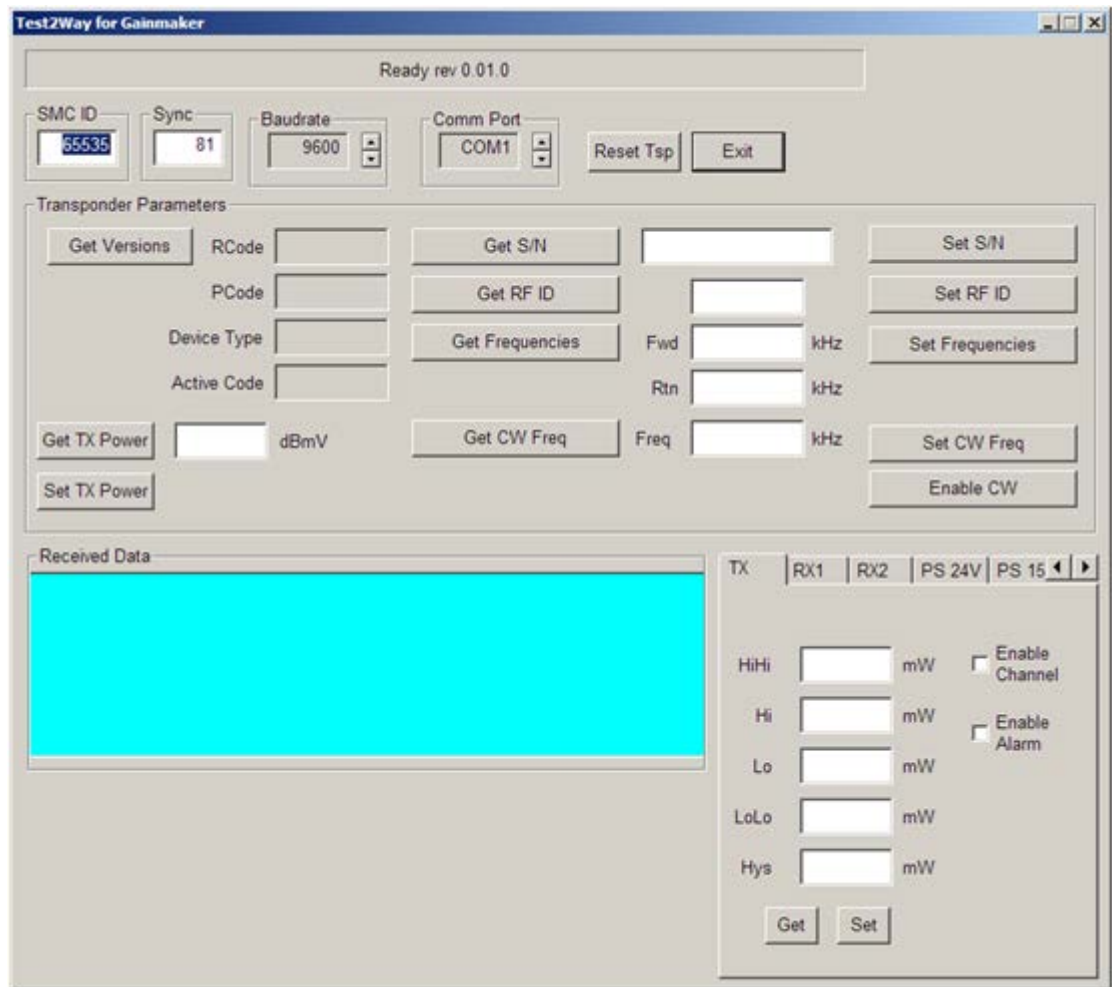 Test2Way for Gainmaker
Ready rev 0.01.0
SMC ID Sync Baudrate Comm Port
65535 81 9600 COM1 Reset Tsp Exit
Transponder Parameters
Get Versions RCode Get S/N Set S/N
PCode Get RF ID Set RF ID
Device Type Get Frequencies Fwd kHz Set Frequencies
Active Code Rtn kHz
Get TX Power dBmV Get CW Freq Freq kHz Set CW Freq
Set TX Power Enable CW
Received Data
TX RX1 RX2 PS 24V PS 15
HiHi mW Enable
Channel
Hi mW Enable
Alarm
Lo mW
LoLo mW
Hys mW
Get Set